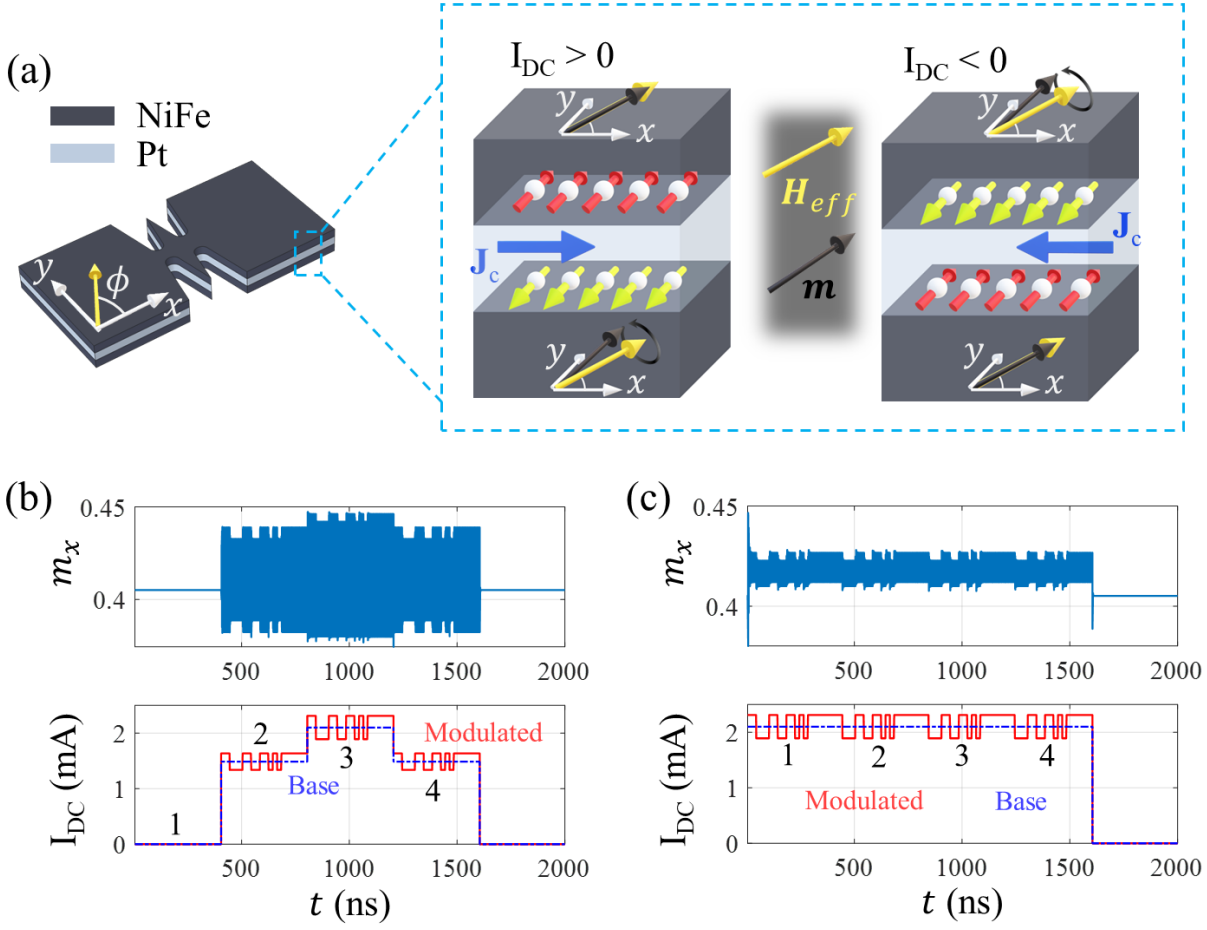 (a)
NiFe
Pt
y
ϕ
x
I_DC > 0
I_DC < 0
y
x
y
x
H_eff
m
J_c
J_c
y
x
y
x
(b)
0.45
0.4
m_x
500 1000 1500 2000
2
1
0
I_DC (mA)
1
2
3
4
Modulated
Base
500 1000 1500 2000
t (ns)
(c)
0.45
0.4
m_x
500 1000 1500 2000
2
1
0
I_DC (mA)
1 2 3 4
Modulated Base
500 1000 1500 2000
t (ns)